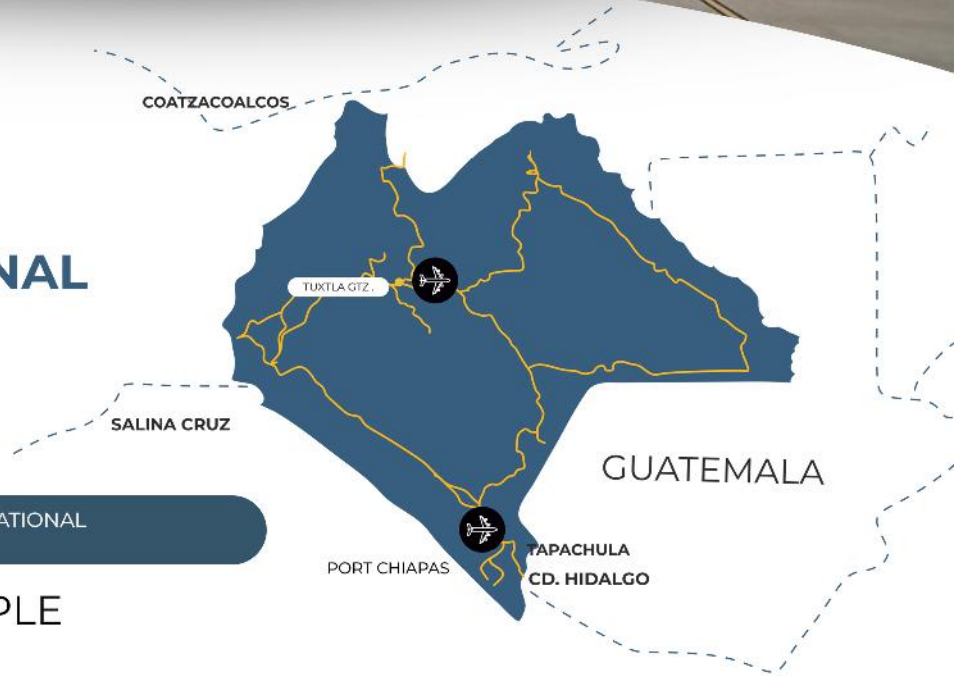 COATZACOALCOS
NAL
TUXTLA GTZ.
SALINA CRUZ
GUATEMALA
ATIONAL
TAPACHULA
PORT CHIAPAS
CD. HIDALGO
PLE